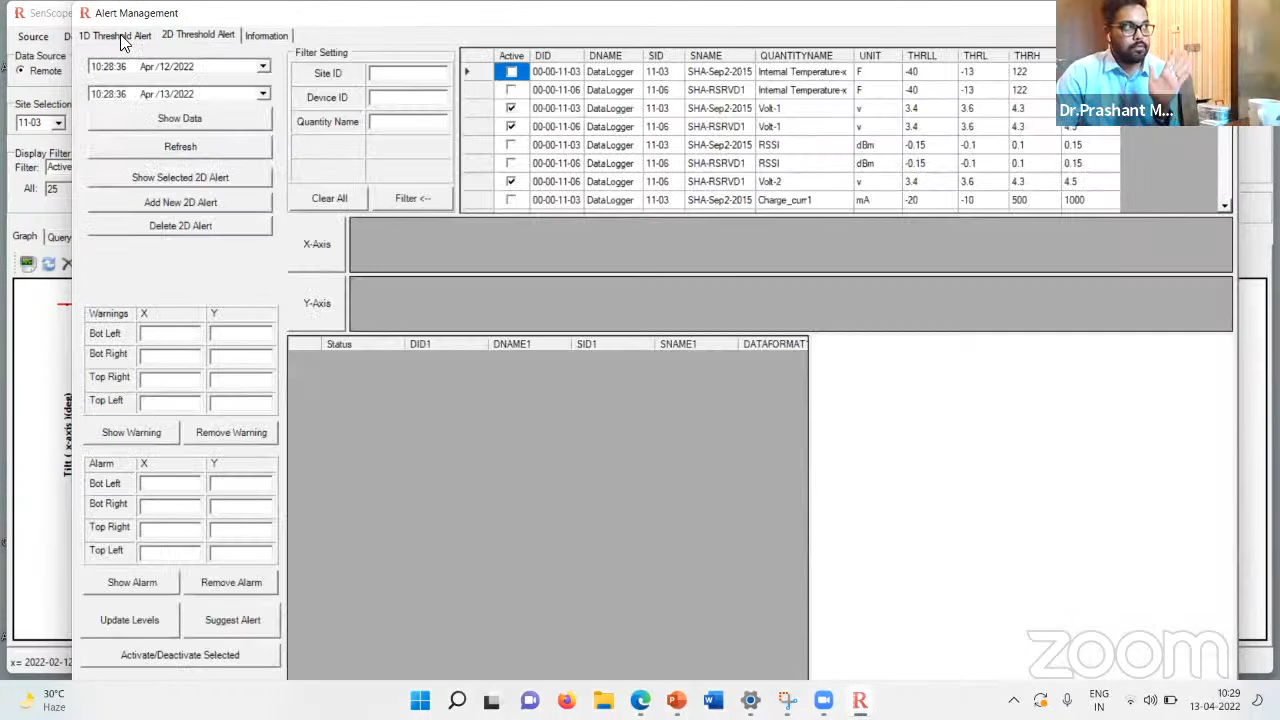 SenScope
Alert Management
Source
1D Threshold Alert
2D Threshold Alert
Information
Data Source
Remote
Site Selection
11-03
Display Filter
Filter: Active
All: 25
Graph
Query
10:28:36 Apr /12/2022
10:28:36 Apr /13/2022
Show Data
Refresh
Show Selected 2D Alert
Add New 2D Alert
Delete 2D Alert
Filter Setting
Site ID
Device ID
Quantity Name
Clear All
Filter <--
Active DID DNAME SID SNAME QUANTITYNAME UNIT THRLL THRL THRH
00-00-11-03 DataLogger 11-03 SHA-Sep2-2015 Internal Temperature-x F -40 -13 122
00-00-11-06 DataLogger 11-06 SHA-RSRVD1 Internal Temperature-x F -40 -13 122
00-00-11-03 DataLogger 11-03 SHA-Sep2-2015 Volt-1 v 3.4 3.6 4.3
00-00-11-06 DataLogger 11-06 SHA-RSRVD1 Volt-1 v 3.4 3.6 4.3 4.5
00-00-11-03 DataLogger 11-03 SHA-Sep2-2015 RSSI dBm -0.15 -0.1 0.1 0.15
00-00-11-06 DataLogger 11-06 SHA-RSRVD1 RSSI dBm -0.15 -0.1 0.1 0.15
00-00-11-06 DataLogger 11-06 SHA-RSRVD1 Volt-2 v 3.4 3.6 4.3 4.5
00-00-11-03 DataLogger 11-03 SHA-Sep2-2015 Charge_curr1 mA -20 -10 500 1000
Dr.Prashant M...
X-Axis
Y-Axis
Warnings X Y
Bot Left
Bot Right
Top Right
Top Left
Show Warning
Remove Warning
Alarm X Y
Bot Left
Bot Right
Top Right
Top Left
Show Alarm
Remove Alarm
Update Levels
Suggest Alert
Activate/Deactivate Selected
Status DID1 DNAME1 SID1 SNAME1 DATAFORMAT
Tilt ( x-axis )(deg)
x= 2022-02-12
zoom
30°C
Haze
ENG
IN
10:29
13-04-2022